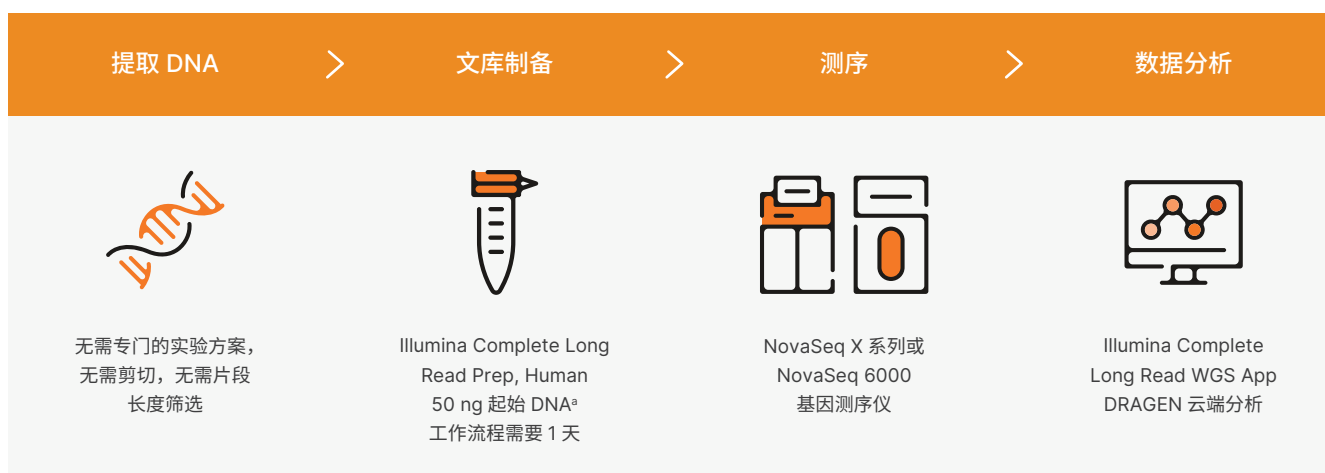 提取 DNA
文库制备
测序
数据分析
无需专门的实验方案，
无需剪切，无需片段
长度筛选
Illumina Complete Long
Read Prep, Human
50 ng 起始 DNAᵃ
工作流程需要 1 天
NovaSeq X 系列或
NovaSeq 6000
基因测序仪
Illumina Complete
Long Read WGS App
DRAGEN 云端分析